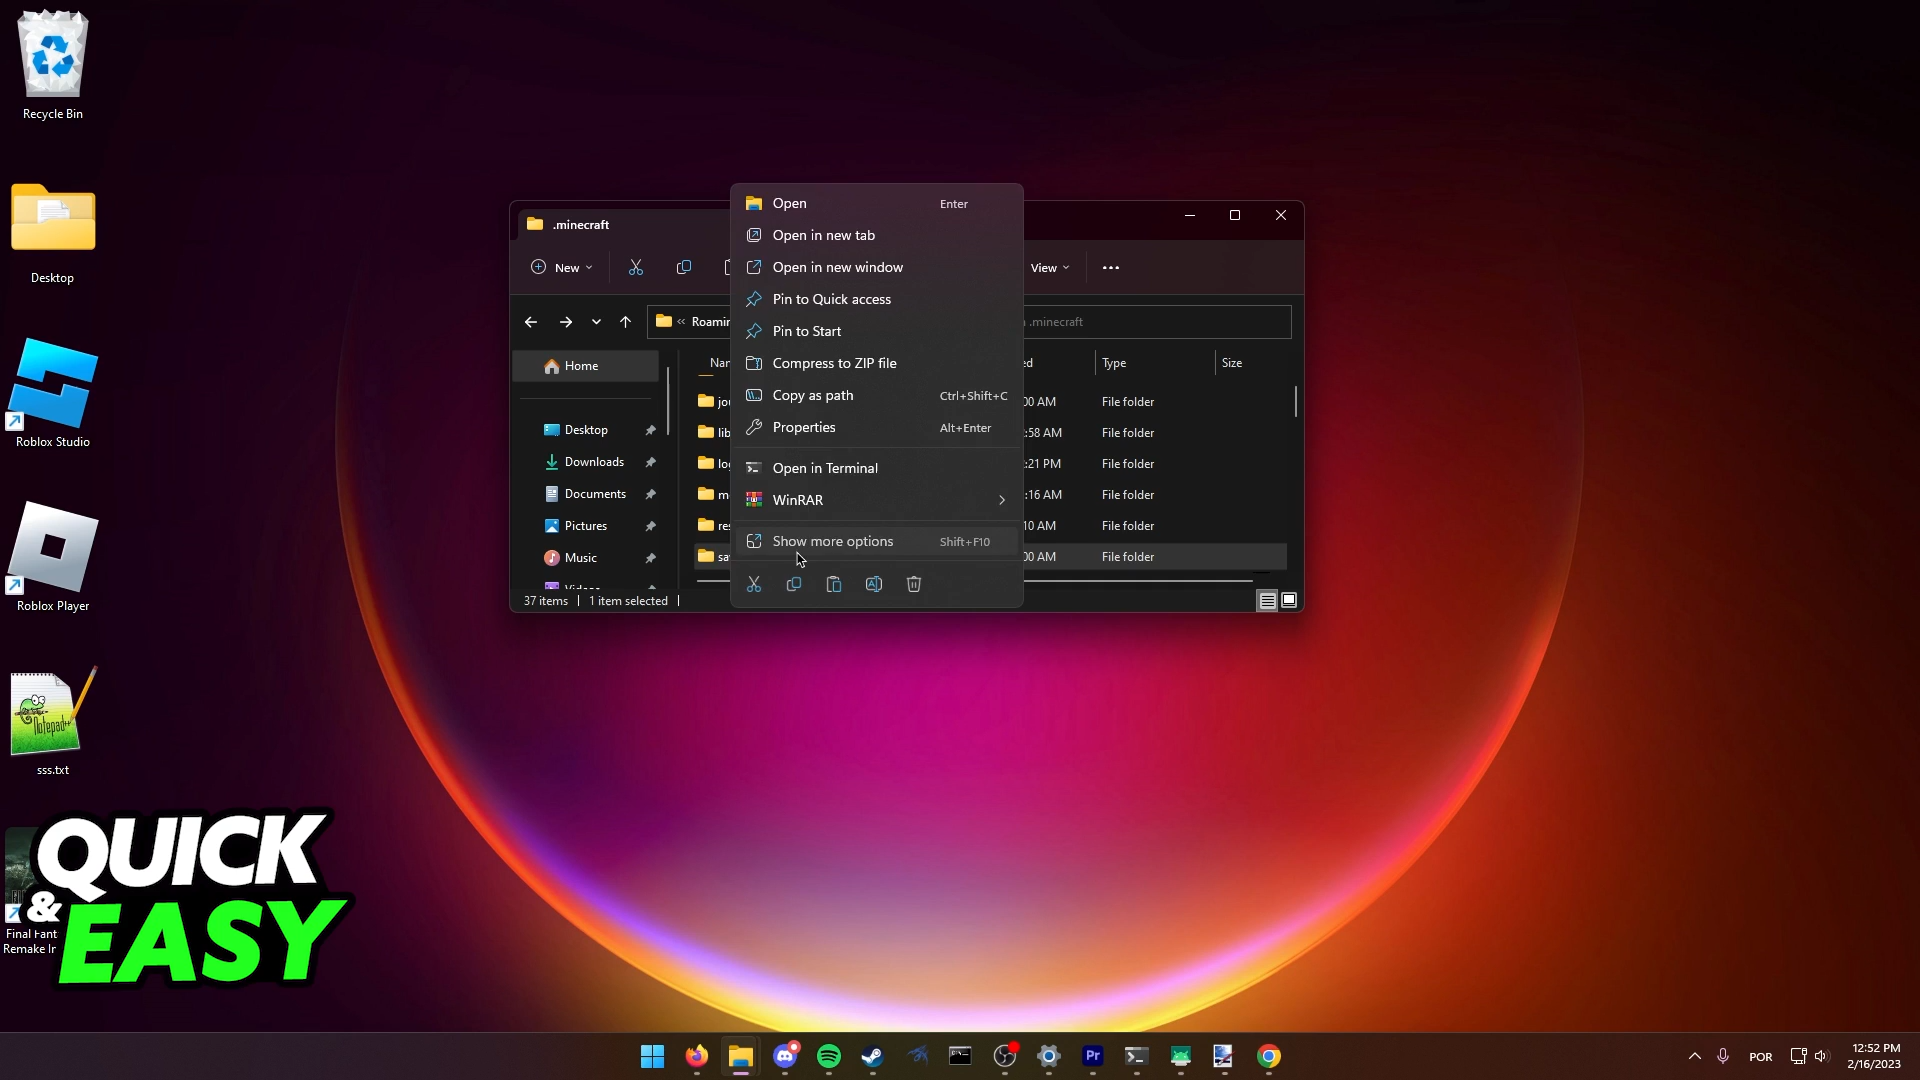 Recycle Bin
Desktop
Roblox Studio
Roblox Player
Notepad++
sss.txt
Final Fant
Remake In
QUICK
& EASY
.minecraft
New
View
Roamin
.minecraft
Home
Desktop
Downloads
Documents
Pictures
Music
Type
Size
00 AM File folder
:58 AM File folder
:21 PM File folder
:16 AM File folder
10 AM File folder
00 AM File folder
37 items
1 item selected
Open Enter
Open in new tab
Open in new window
Pin to Quick access
Pin to Start
Compress to ZIP file
Copy as path Ctrl+Shift+C
Properties Alt+Enter
Open in Terminal
WinRAR
Show more options Shift+F10
Pr
POR
12:52 PM
2/16/2023